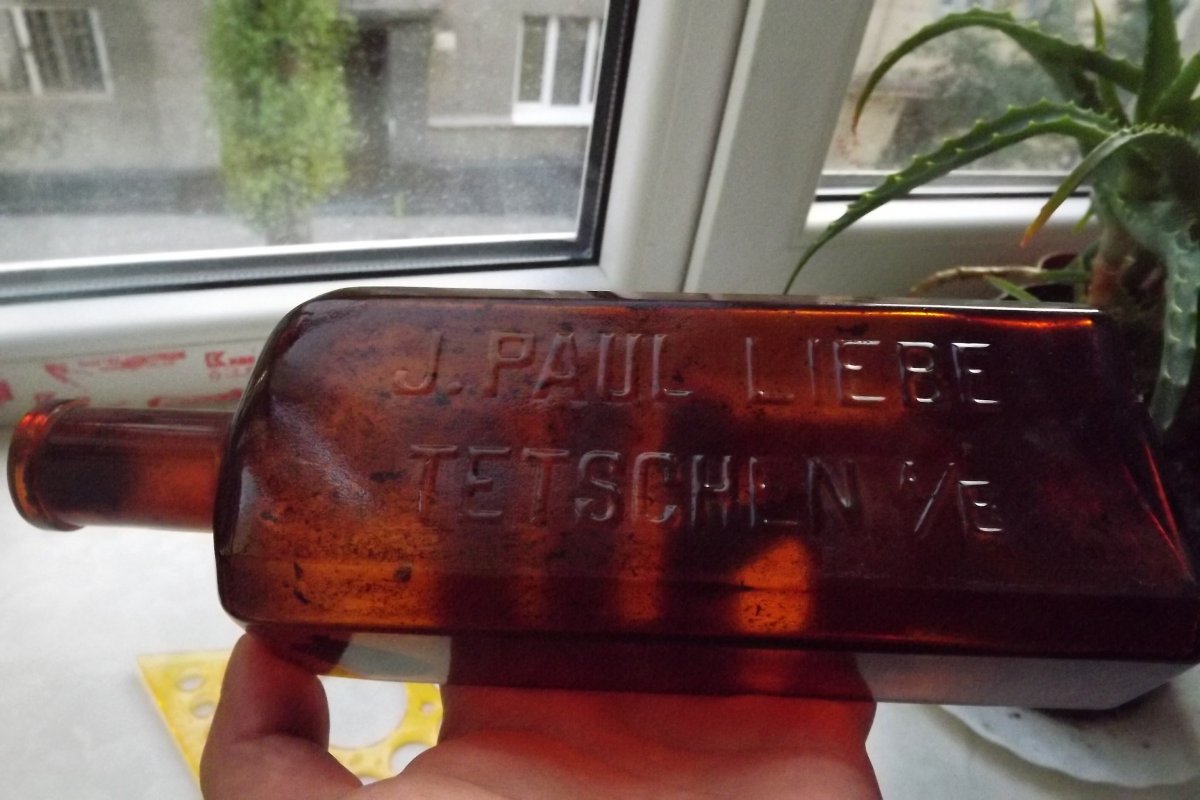 J. PAUL LIEBE
TETSCHEN ᴬ/E